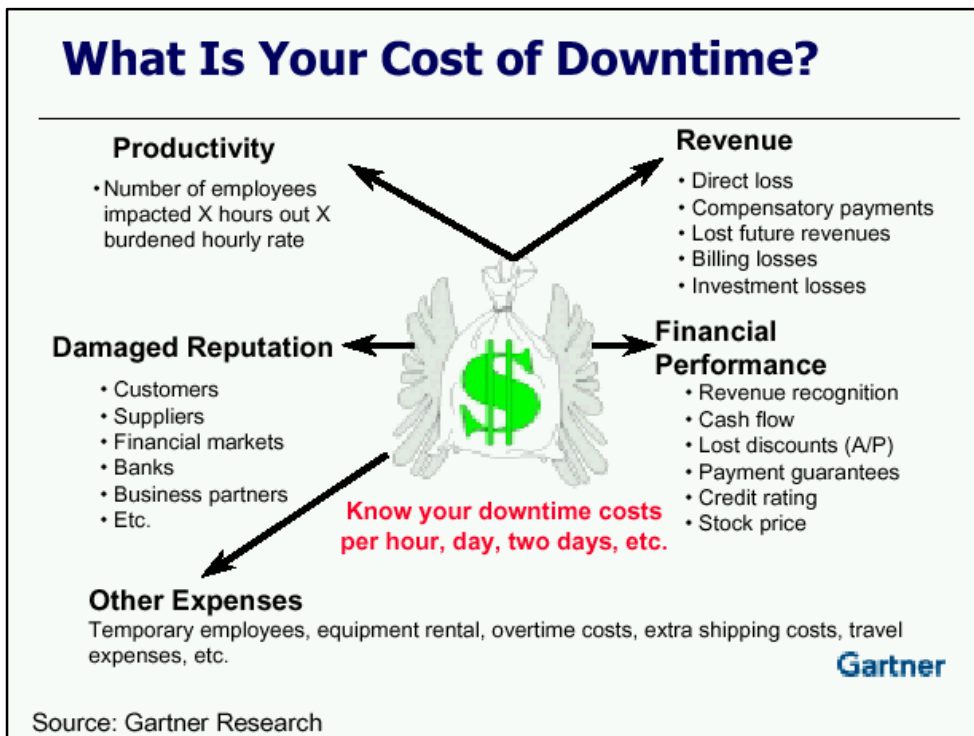 What Is Your Cost of Downtime?
Productivity
• Number of employees
impacted X hours out X
burdened hourly rate
Revenue
• Direct loss
• Compensatory payments
• Lost future revenues
• Billing losses
• Investment losses
Damaged Reputation
• Customers
• Suppliers
• Financial markets
• Banks
• Business partners
• Etc.
$
Financial
Performance
• Revenue recognition
• Cash flow
• Lost discounts (A/P)
• Payment guarantees
• Credit rating
• Stock price
Know your downtime costs
per hour, day, two days, etc.
Other Expenses
Temporary employees, equipment rental, overtime costs, extra shipping costs, travel
expenses, etc.
Gartner
Source: Gartner Research